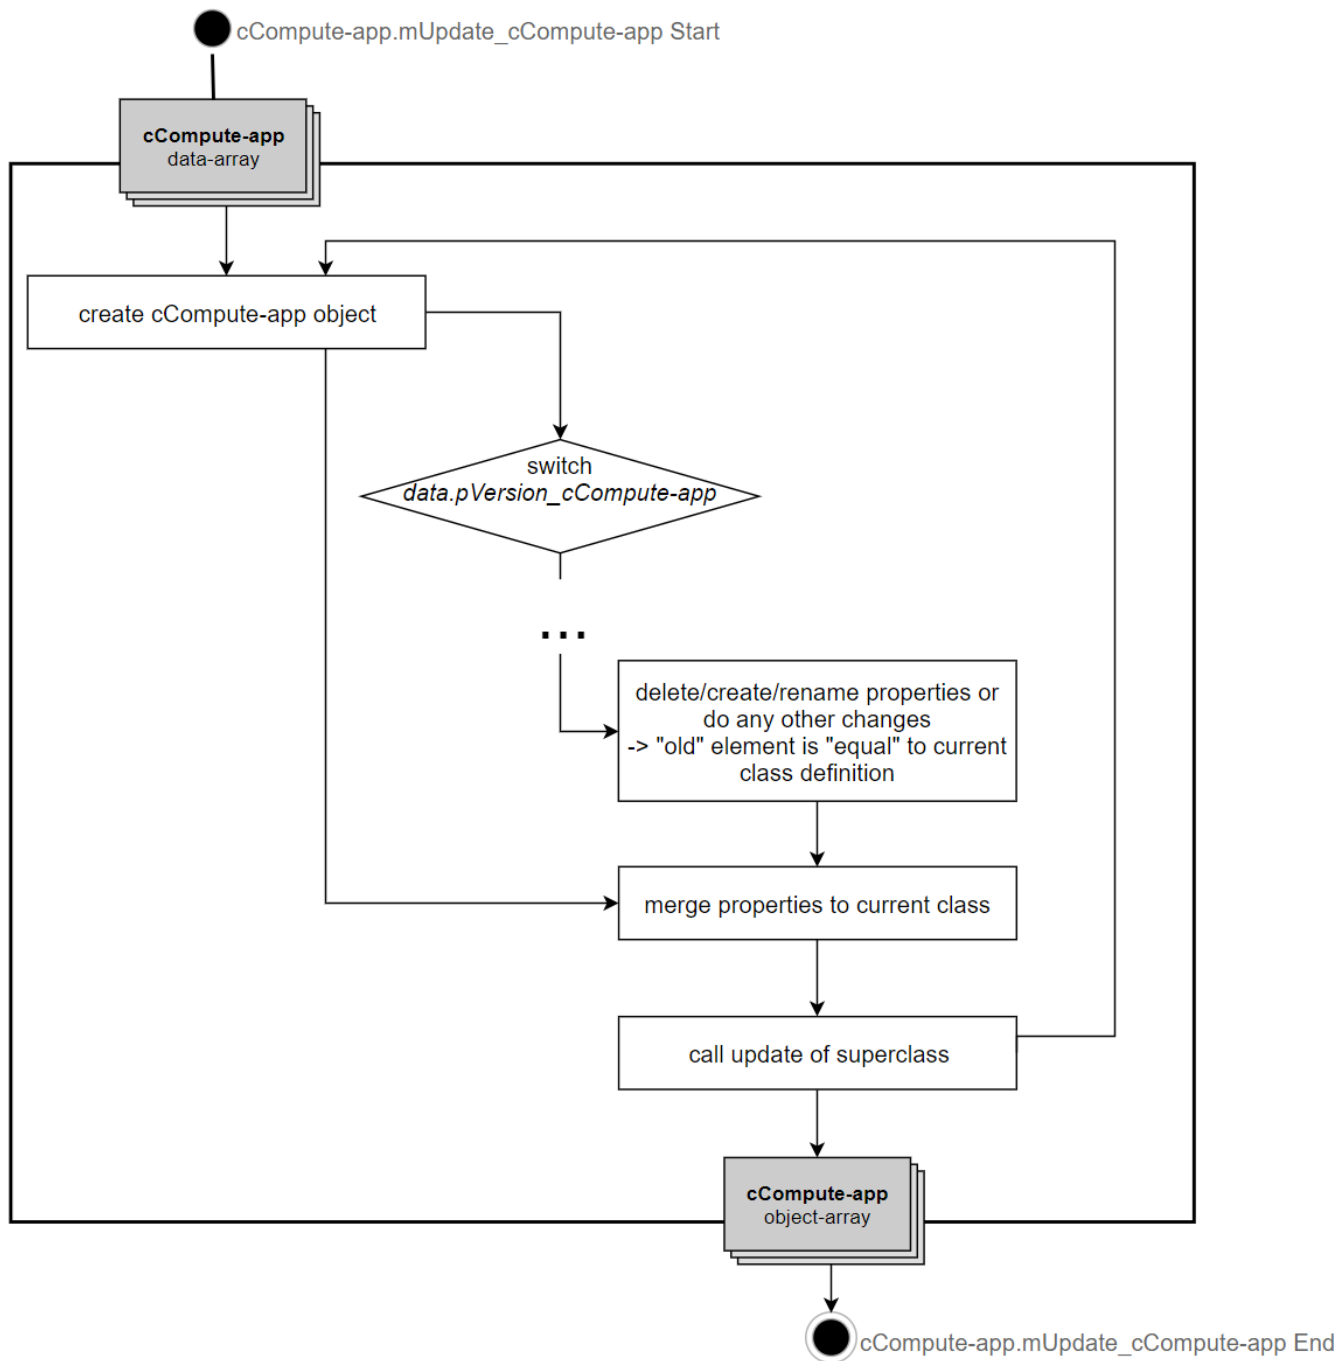 cCompute-app.mUpdate_cCompute-app Start
cCompute-app
data-array
create cCompute-app object
switch
data.pVersion_cCompute-app
...
delete/create/rename properties or
do any other changes
-> "old" element is "equal" to current
class definition
merge properties to current class
call update of superclass
cCompute-app
object-array
cCompute-app.mUpdate_cCompute-app End